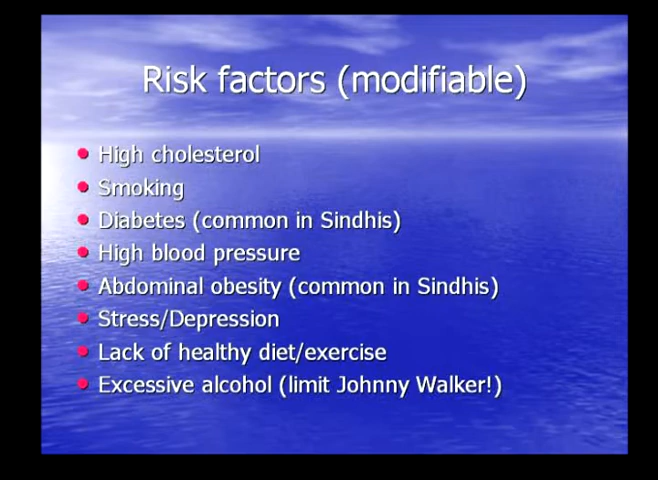 Risk factors (modifiable)
High cholesterol
Smoking
Diabetes (common in Sindhis)
High blood pressure
Abdominal obesity (common in Sindhis)
Stress/Depression
Lack of healthy diet/exercise
Excessive alcohol (limit Johnny Walker!)